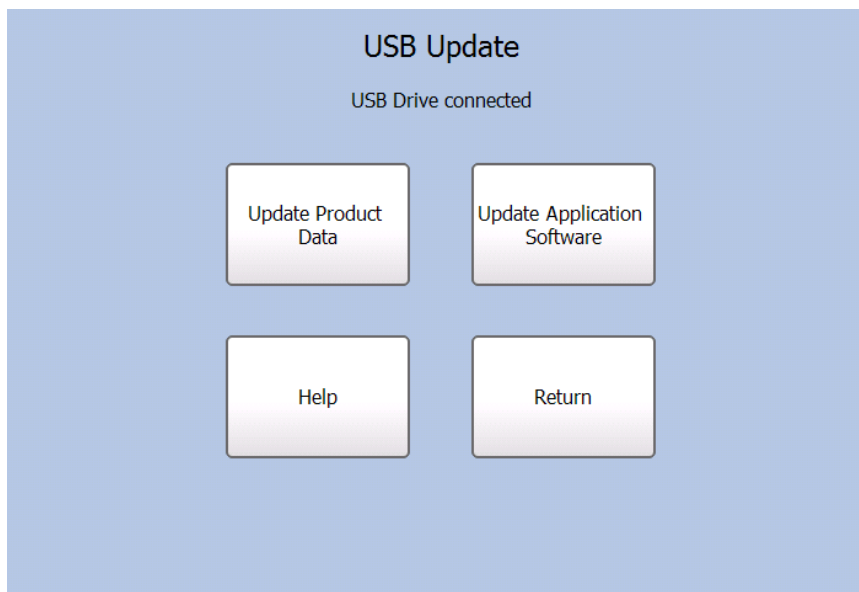 USB Update
USB Drive connected
Update Product
Data
Update Application
Software
Help
Return